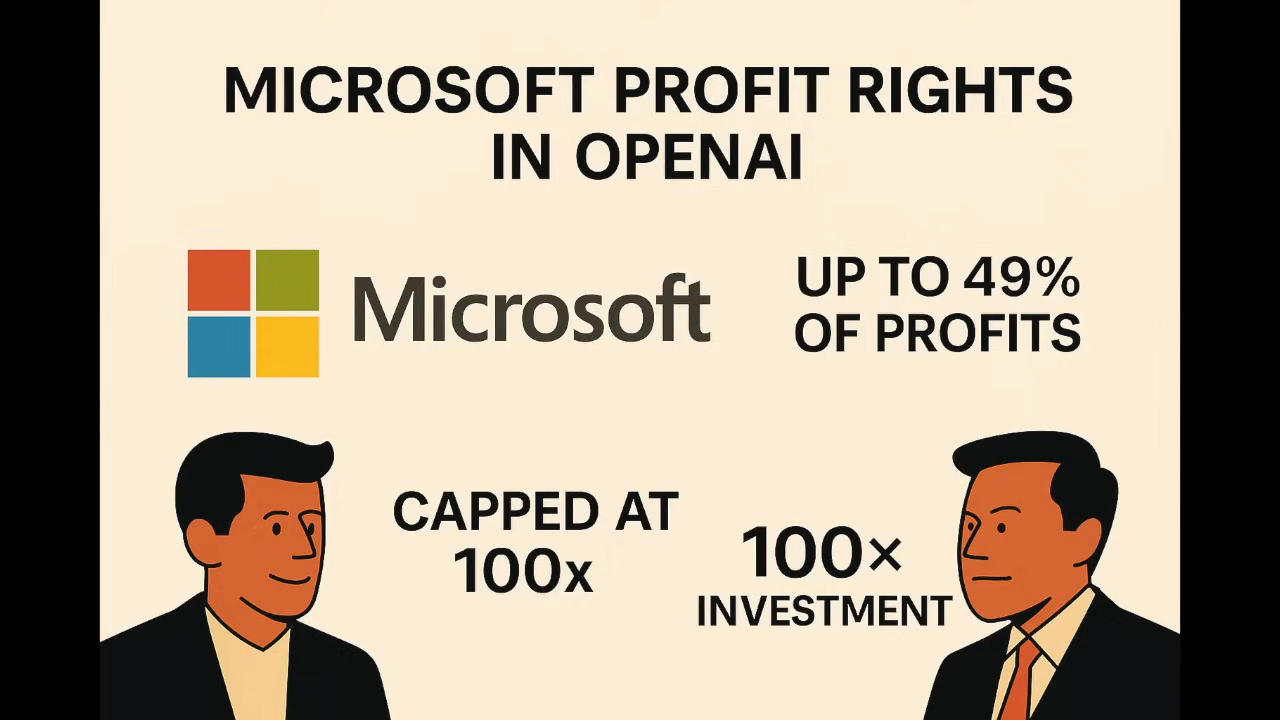 MICROSOFT PROFIT RIGHTS
IN OPENAI
Microsoft
UP TO 49%
OF PROFITS
CAPPED AT
100x
100×
INVESTMENT